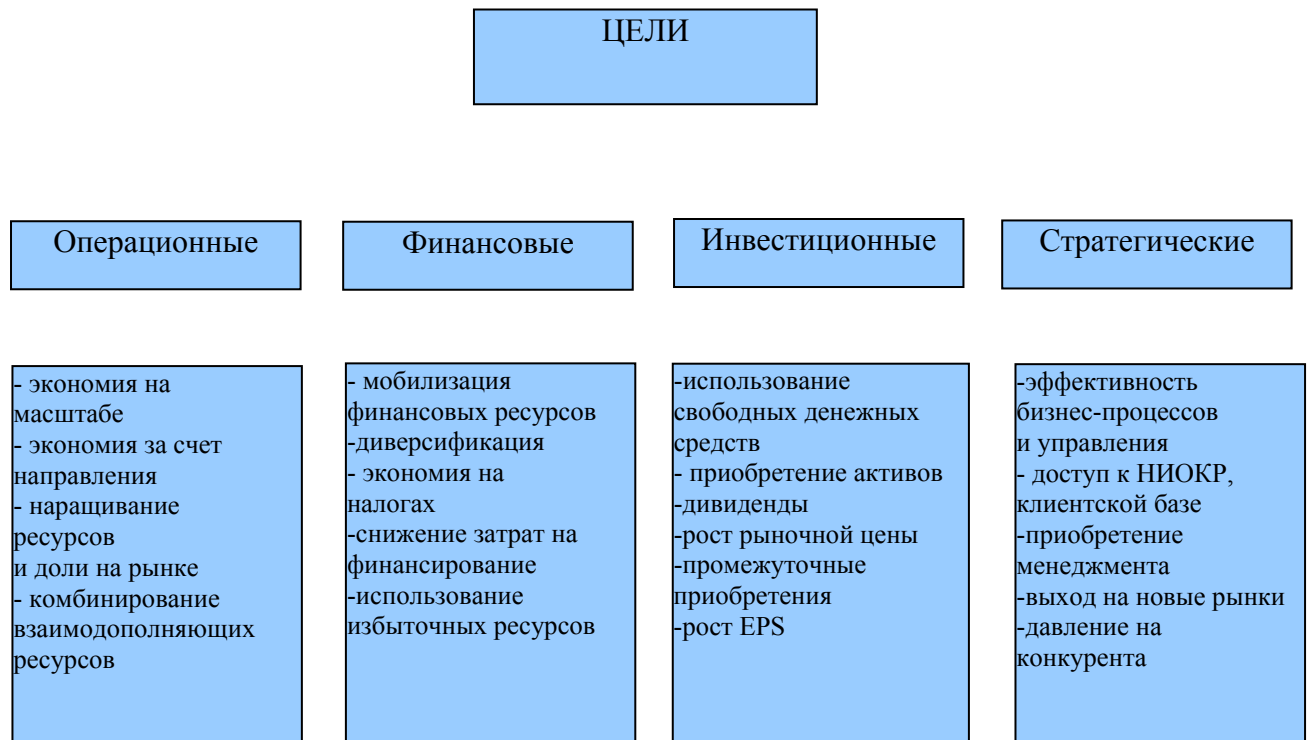 ЦЕЛИ
Операционные
Финансовые
Инвестиционные
Стратегические
- экономия на
масштабе
- экономия за счет
направления
- наращивание
ресурсов
и доли на рынке
- комбинирование
взаимодополняющих
ресурсов
- мобилизация
финансовых ресурсов
-диверсификация
- экономия на
налогах
-снижение затрат на
финансирование
-использование
избыточных ресурсов
-использование
свободных денежных
средств
- приобретение активов
-дивиденды
-рост рыночной цены
-промежуточные
приобретения
-рост EPS
-эффективность
бизнес-процессов
и управления
- доступ к НИОКР,
клиентской базе
-приобретение
менеджмента
-выход на новые рынки
-давление на
конкурента